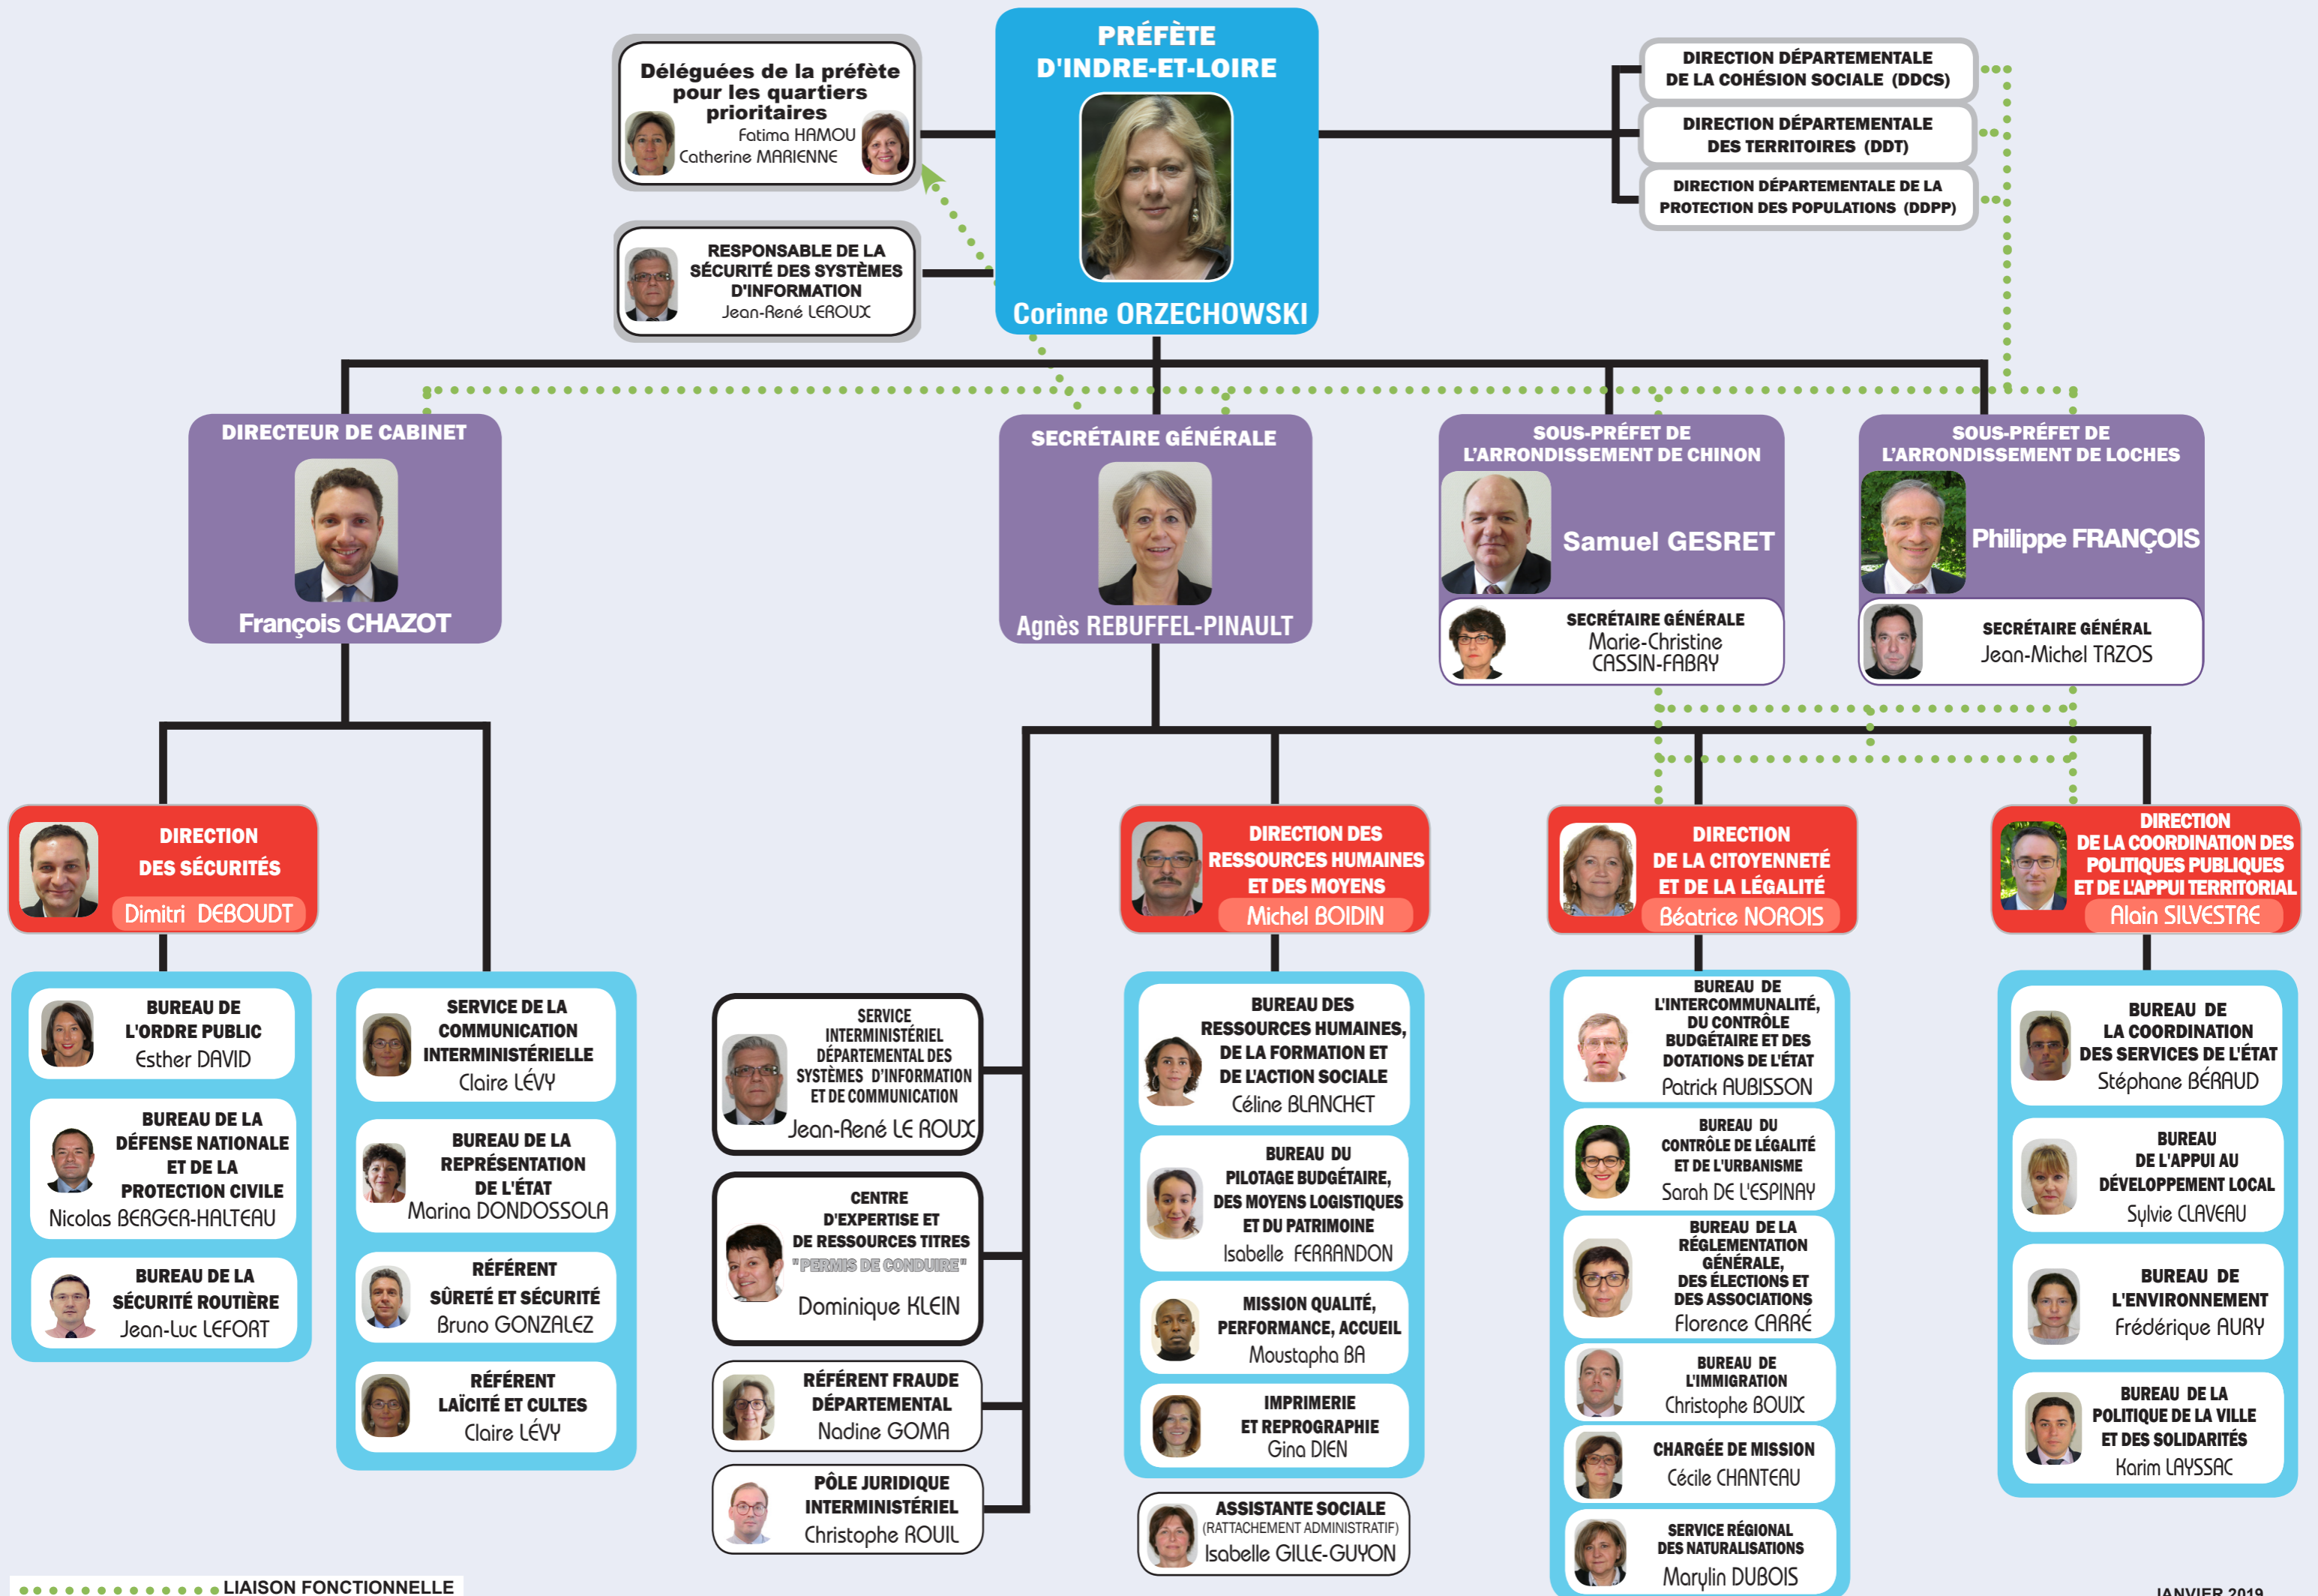 PRÉFÈTE
D'INDRE-ET-LOIRE
Corinne ORZECHOWSKI
Déléguées de la préfète
pour les quartiers
prioritaires
Fatima HAMOU
Catherine MARIENNE
RESPONSABLE DE LA
SÉCURITÉ DES SYSTÈMES
D'INFORMATION
Jean-René LEROUX
DIRECTION DÉPARTEMENTALE
DE LA COHÉSION SOCIALE (DDCS)
DIRECTION DÉPARTEMENTALE
DES TERRITOIRES (DDT)
DIRECTION DÉPARTEMENTALE DE LA
PROTECTION DES POPULATIONS (DDPP)
DIRECTEUR DE CABINET
François CHAZOT
SECRÉTAIRE GÉNÉRALE
Agnès REBUFFEL-PINAULT
SOUS-PRÉFET DE
L'ARRONDISSEMENT DE CHINON
Samuel GESRET
SECRÉTAIRE GÉNÉRALE
Marie-Christine
CASSIN-FABRY
SOUS-PRÉFET DE
L'ARRONDISSEMENT DE LOCHES
Philippe FRANÇOIS
SECRÉTAIRE GÉNÉRAL
Jean-Michel TRZOS
DIRECTION
DES SÉCURITÉS
Dimitri DEBOUDT
BUREAU DE
L'ORDRE PUBLIC
Esther DAVID
BUREAU DE LA
DÉFENSE NATIONALE
ET DE LA
PROTECTION CIVILE
Nicolas BERGER-HALTEAU
BUREAU DE LA
SÉCURITÉ ROUTIÈRE
Jean-Luc LEFORT
SERVICE DE LA
COMMUNICATION
INTERMINISTÉRIELLE
Claire LÉVY
BUREAU DE LA
REPRÉSENTATION
DE L'ÉTAT
Marina DONDOSSOLA
RÉFÉRENT
SÛRETÉ ET SÉCURITÉ
Bruno GONZALEZ
RÉFÉRENT
LAÏCITÉ ET CULTES
Claire LÉVY
SERVICE
INTERMINISTÉRIEL
DÉPARTEMENTAL DES
SYSTÈMES D'INFORMATION
ET DE COMMUNICATION
Jean-René LE ROUX
CENTRE
D'EXPERTISE ET
DE RESSOURCES TITRES
"PERMIS DE CONDUIRE"
Dominique KLEIN
RÉFÉRENT FRAUDE
DÉPARTEMENTAL
Nadine GOMA
PÔLE JURIDIQUE
INTERMINISTÉRIEL
Christophe ROUIL
DIRECTION DES
RESSOURCES HUMAINES
ET DES MOYENS
Michel BOIDIN
BUREAU DES
RESSOURCES HUMAINES,
DE LA FORMATION ET
DE L'ACTION SOCIALE
Céline BLANCHET
BUREAU DU
PILOTAGE BUDGÉTAIRE,
DES MOYENS LOGISTIQUES
ET DU PATRIMOINE
Isabelle FERRANDON
MISSION QUALITÉ,
PERFORMANCE, ACCUEIL
Moustapha BA
IMPRIMERIE
ET REPROGRAPHIE
Gina DIEN
ASSISTANTE SOCIALE
(RATTACHEMENT ADMINISTRATIF)
Isabelle GILLE-GUYON
DIRECTION
DE LA CITOYENNETÉ
ET DE LA LÉGALITÉ
Béatrice NOROIS
BUREAU DE
L'INTERCOMMUNALITÉ,
DU CONTRÔLE
BUDGÉTAIRE ET DES
DOTATIONS DE L'ÉTAT
Patrick AUBISSON
BUREAU DU
CONTRÔLE DE LÉGALITÉ
ET DE L'URBANISME
Sarah DE L'ESPINAY
BUREAU DE LA
RÉGLEMENTATION
GÉNÉRALE,
DES ÉLECTIONS ET
DES ASSOCIATIONS
Florence CARRÉ
BUREAU DE
L'IMMIGRATION
Christophe BOUIX
CHARGÉE DE MISSION
Cécile CHANTEAU
SERVICE RÉGIONAL
DES NATURALISATIONS
Marylin DUBOIS
DIRECTION
DE LA COORDINATION DES
POLITIQUES PUBLIQUES
ET DE L'APPUI TERRITORIAL
Alain SILVESTRE
BUREAU DE
LA COORDINATION
DES SERVICES DE L'ÉTAT
Stéphane BÉRAUD
BUREAU
DE L'APPUI AU
DÉVELOPPEMENT LOCAL
Sylvie CLAVEAU
BUREAU DE
L'ENVIRONNEMENT
Frédérique AURY
BUREAU DE LA
POLITIQUE DE LA VILLE
ET DES SOLIDARITÉS
Karim LAYSSAC
LIAISON FONCTIONNELLE
JANVIER 2019